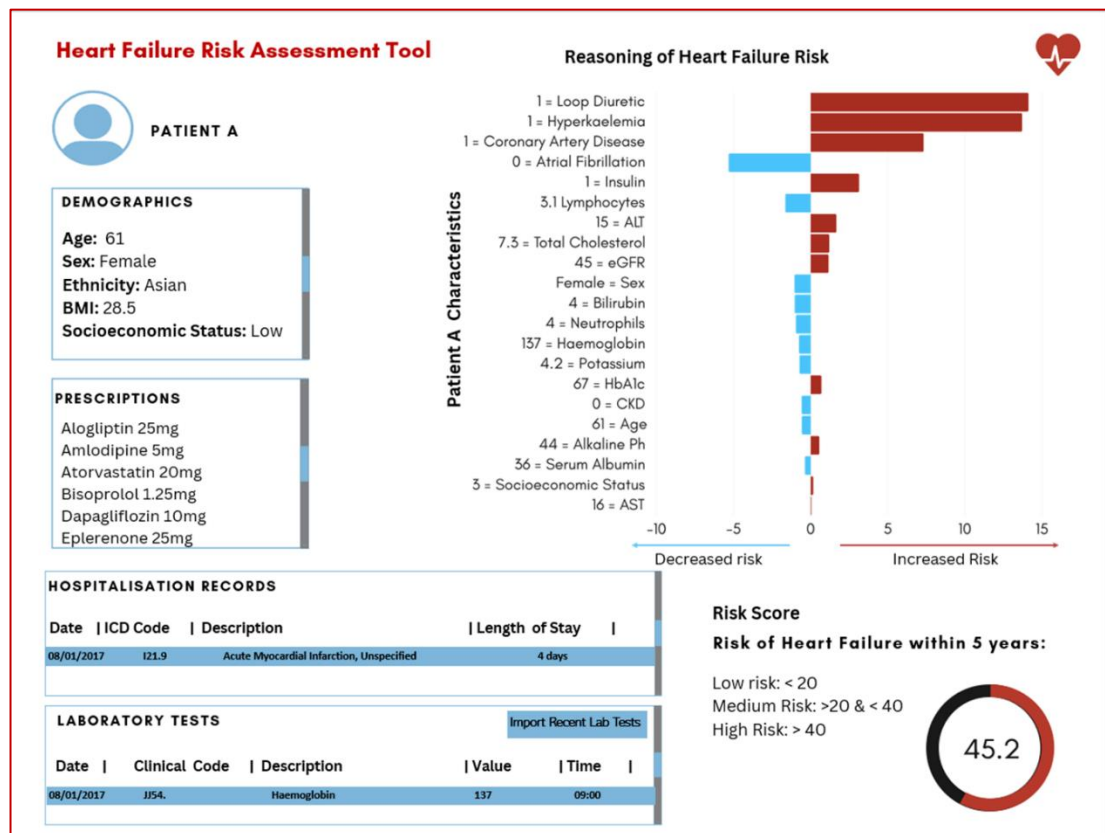 Heart Failure Risk Assessment Tool
PATIENT A
DEMOGRAPHICS
Age: 61
Sex: Female
Ethnicity: Asian
BMI: 28.5
Socioeconomic Status: Low
PRESCRIPTIONS
Alogliptin 25mg
Amlodipine 5mg
Atorvastatin 20mg
Bisoprolol 1.25mg
Dapagliflozin 10mg
Eplerenone 25mg
Reasoning of Heart Failure Risk
Patient A Characteristics
1 = Loop Diuretic
1 = Hyperkaelemia
1 = Coronary Artery Disease
0 = Atrial Fibrillation
1 = Insulin
3.1 Lymphocytes
15 = ALT
7.3 = Total Cholesterol
45 = eGFR
Female = Sex
4 = Bilirubin
4 = Neutrophils
137 = Haemoglobin
4.2 = Potassium
67 = HbA1c
0 = CKD
61 = Age
44 = Alkaline Ph
36 = Serum Albumin
3 = Socioeconomic Status
16 = AST
-10 -5 0 5 10 15
Decreased risk Increased Risk
HOSPITALISATION RECORDS
Date | ICD Code | Description | Length of Stay |
08/01/2017 I21.9 Acute Myocardial Infarction, Unspecified 4 days
LABORATORY TESTS
Import Recent Lab Tests
Date | Clinical Code | Description | Value | Time |
08/01/2017 JJ54. Haemoglobin 137 09:00
Risk Score
Risk of Heart Failure within 5 years:
Low risk: < 20
Medium Risk: >20 & < 40
High Risk: > 40
45.2